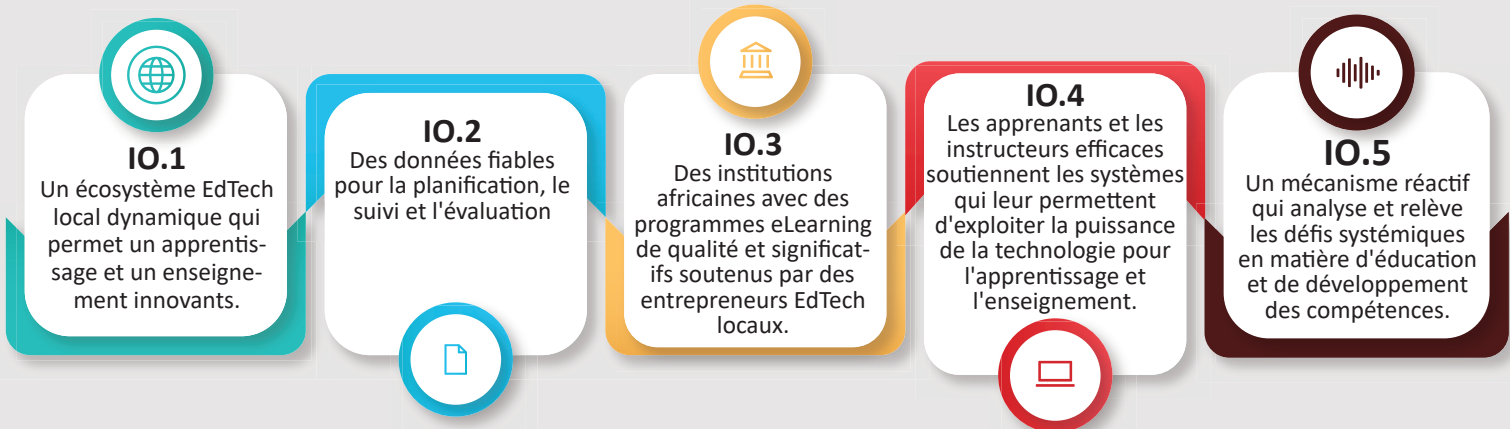 IO.1
Un écosystème EdTech
local dynamique qui
permet un apprentis-
sage et un enseigne-
ment innovants.
IO.2
Des données fiables
pour la planification, le
suivi et l'évaluation
IO.3
Des institutions
africaines avec des
programmes eLearning
de qualité et significat-
ifs soutenus par des
entrepreneurs EdTech
locaux.
IO.4
Les apprenants et les
instructeurs efficaces
soutiennent les systèmes
qui leur permettent
d'exploiter la puissance
de la technologie pour
l'apprentissage et
l'enseignement.
IO.5
Un mécanisme réactif
qui analyse et relève
les défis systémiques
en matière d'éducation
et de développement
des compétences.